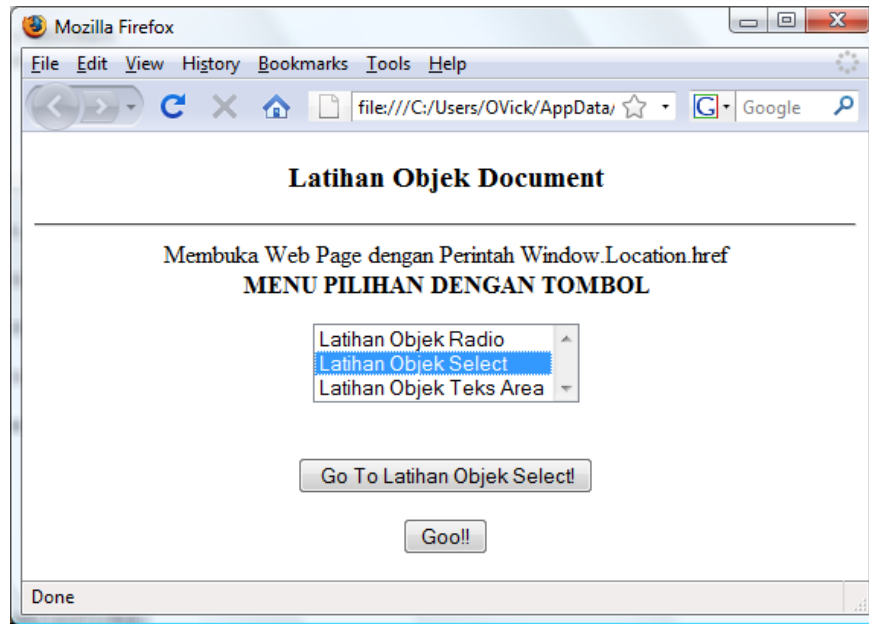 Mozilla Firefox
File Edit View History Bookmarks Tools Help
file:///C:/Users/OVick/AppData/ G Google
Latihan Objek Document
Membuka Web Page dengan Perintah Window.Location.href
MENU PILIHAN DENGAN TOMBOL
Latihan Objek Radio
Latihan Objek Select
Latihan Objek Teks Area
Go To Latihan Objek Select!
Goo!!
Done